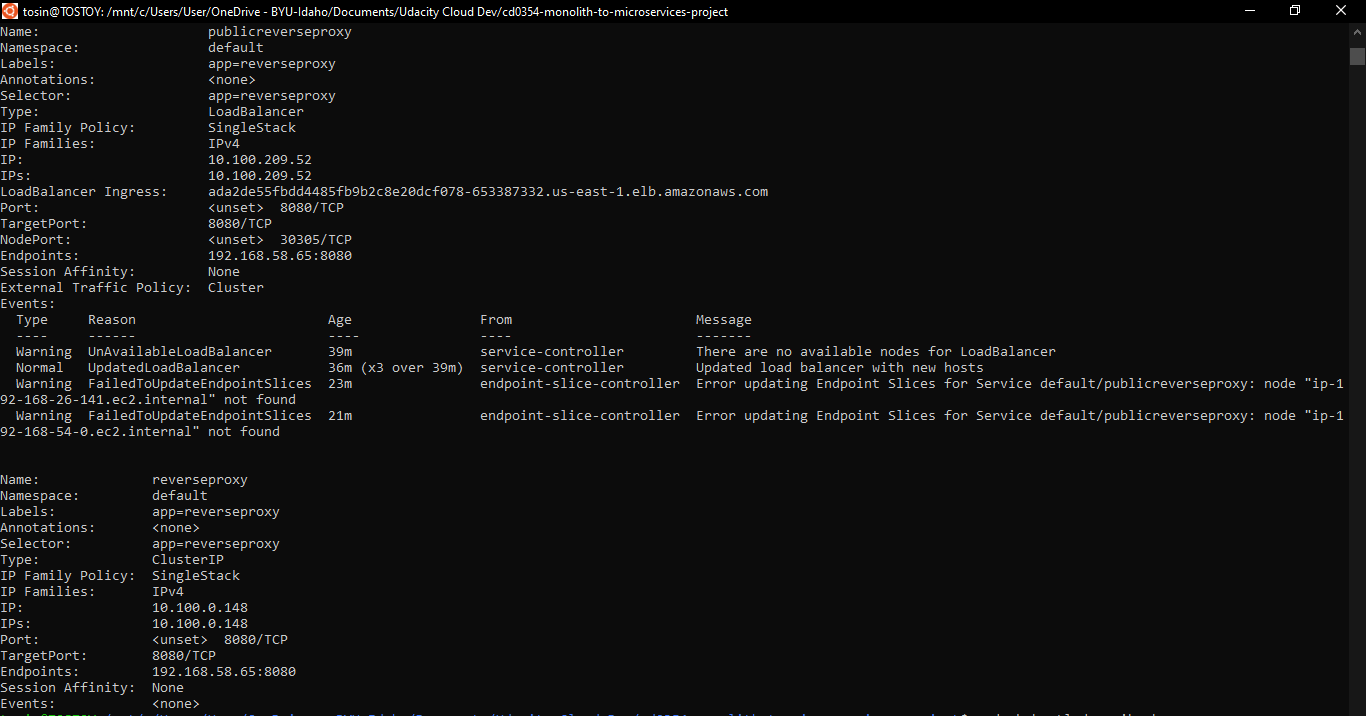 tosin@TOSTOY: /mnt/c/Users/User/OneDrive - BYU-Idaho/Documents/Udacity Cloud Dev/cd0354-monolith-to-microservices-project
Name:                     publicreverseproxy
Namespace:                default
Labels:                   app=reverseproxy
Annotations:              <none>
Selector:                 app=reverseproxy
Type:                     LoadBalancer
IP Family Policy:         SingleStack
IP Families:              IPv4
IP:                       10.100.209.52
IPs:                      10.100.209.52
LoadBalancer Ingress:     ada2de55fbdd4485fb9b2c8e20dcf078-653387332.us-east-1.elb.amazonaws.com
Port:                     <unset>  8080/TCP
TargetPort:               8080/TCP
NodePort:                 <unset>  30305/TCP
Endpoints:                192.168.58.65:8080
Session Affinity:         None
External Traffic Policy:  Cluster
Events:
  Type     Reason                        Age                From                       Message
  ----     ------                        ----               ----                       -------
  Warning  UnAvailableLoadBalancer       39m                service-controller         There are no available nodes for LoadBalancer
  Normal   UpdatedLoadBalancer           36m (x3 over 39m)  service-controller         Updated load balancer with new hosts
  Warning  FailedToUpdateEndpointSlices  23m                endpoint-slice-controller  Error updating Endpoint Slices for Service default/publicreverseproxy: node "ip-1
92-168-26-141.ec2.internal" not found
  Warning  FailedToUpdateEndpointSlices  21m                endpoint-slice-controller  Error updating Endpoint Slices for Service default/publicreverseproxy: node "ip-1
92-168-54-0.ec2.internal" not found
Name:              reverseproxy
Namespace:         default
Labels:            app=reverseproxy
Annotations:       <none>
Selector:          app=reverseproxy
Type:              ClusterIP
IP Family Policy:  SingleStack
IP Families:       IPv4
IP:                10.100.0.148
IPs:               10.100.0.148
Port:              <unset>  8080/TCP
TargetPort:        8080/TCP
Endpoints:         192.168.58.65:8080
Session Affinity:  None
Events:            <none>